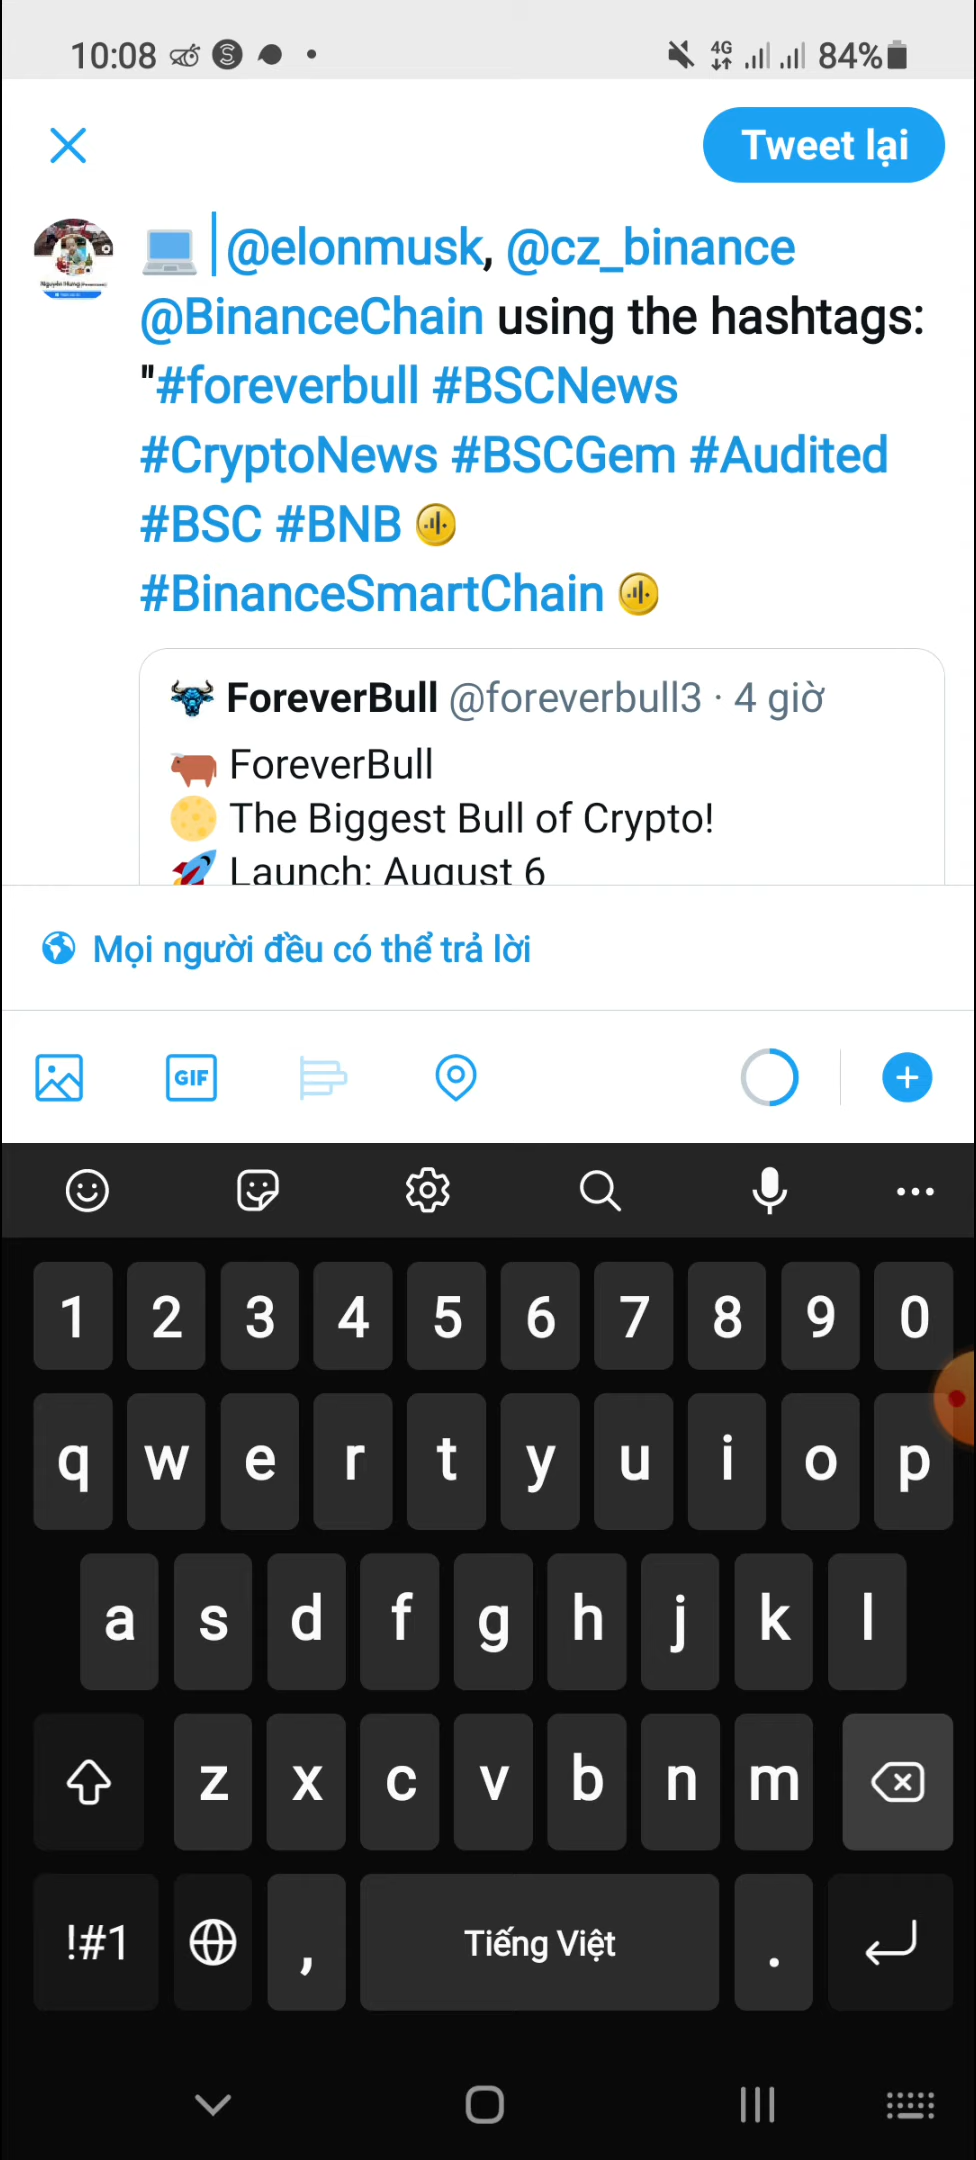 10:08
4G
84%
Tweet lại
@elonmusk, @cz_binance
@BinanceChain using the hashtags:
"#foreverbull #BSCNews
#CryptoNews #BSCGem #Audited
#BSC #BNB
#BinanceSmartChain
ForeverBull @foreverbull3 · 4 giờ
ForeverBull
The Biggest Bull of Crypto!
Launch: August 6
Mọi người đều có thể trả lời
GIF
1 2 3 4 5 6 7 8 9 0
q w e r t y u i o p
a s d f g h j k l
z x c v b n m
!#1 , Tiếng Việt .